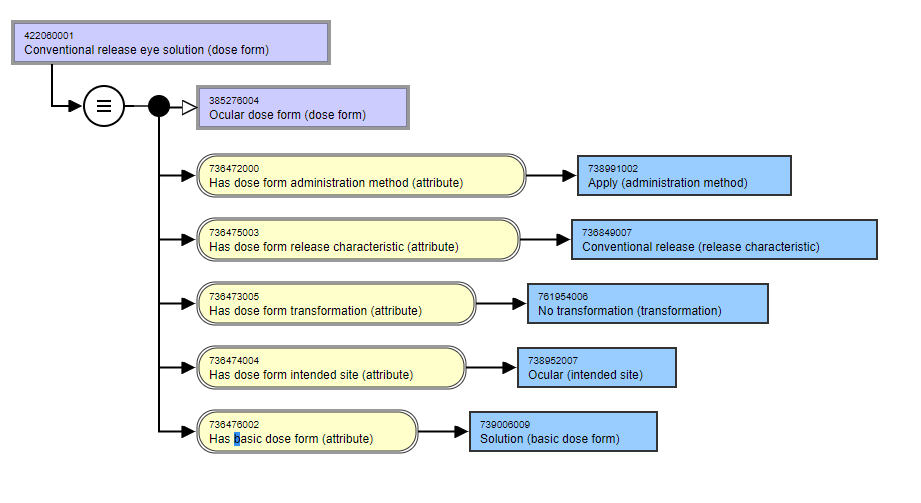 422060001
Conventional release eye solution (dose form)
385276004
Ocular dose form (dose form)
736472000
Has dose form administration method (attribute)
738991002
Apply (administration method)
736475003
Has dose form release characteristic (attribute)
736849007
Conventional release (release characteristic)
736473005
Has dose form transformation (attribute)
761954006
No transformation (transformation)
736474004
Has dose form intended site (attribute)
738952007
Ocular (intended site)
736476002
Has basic dose form (attribute)
739006009
Solution (basic dose form)